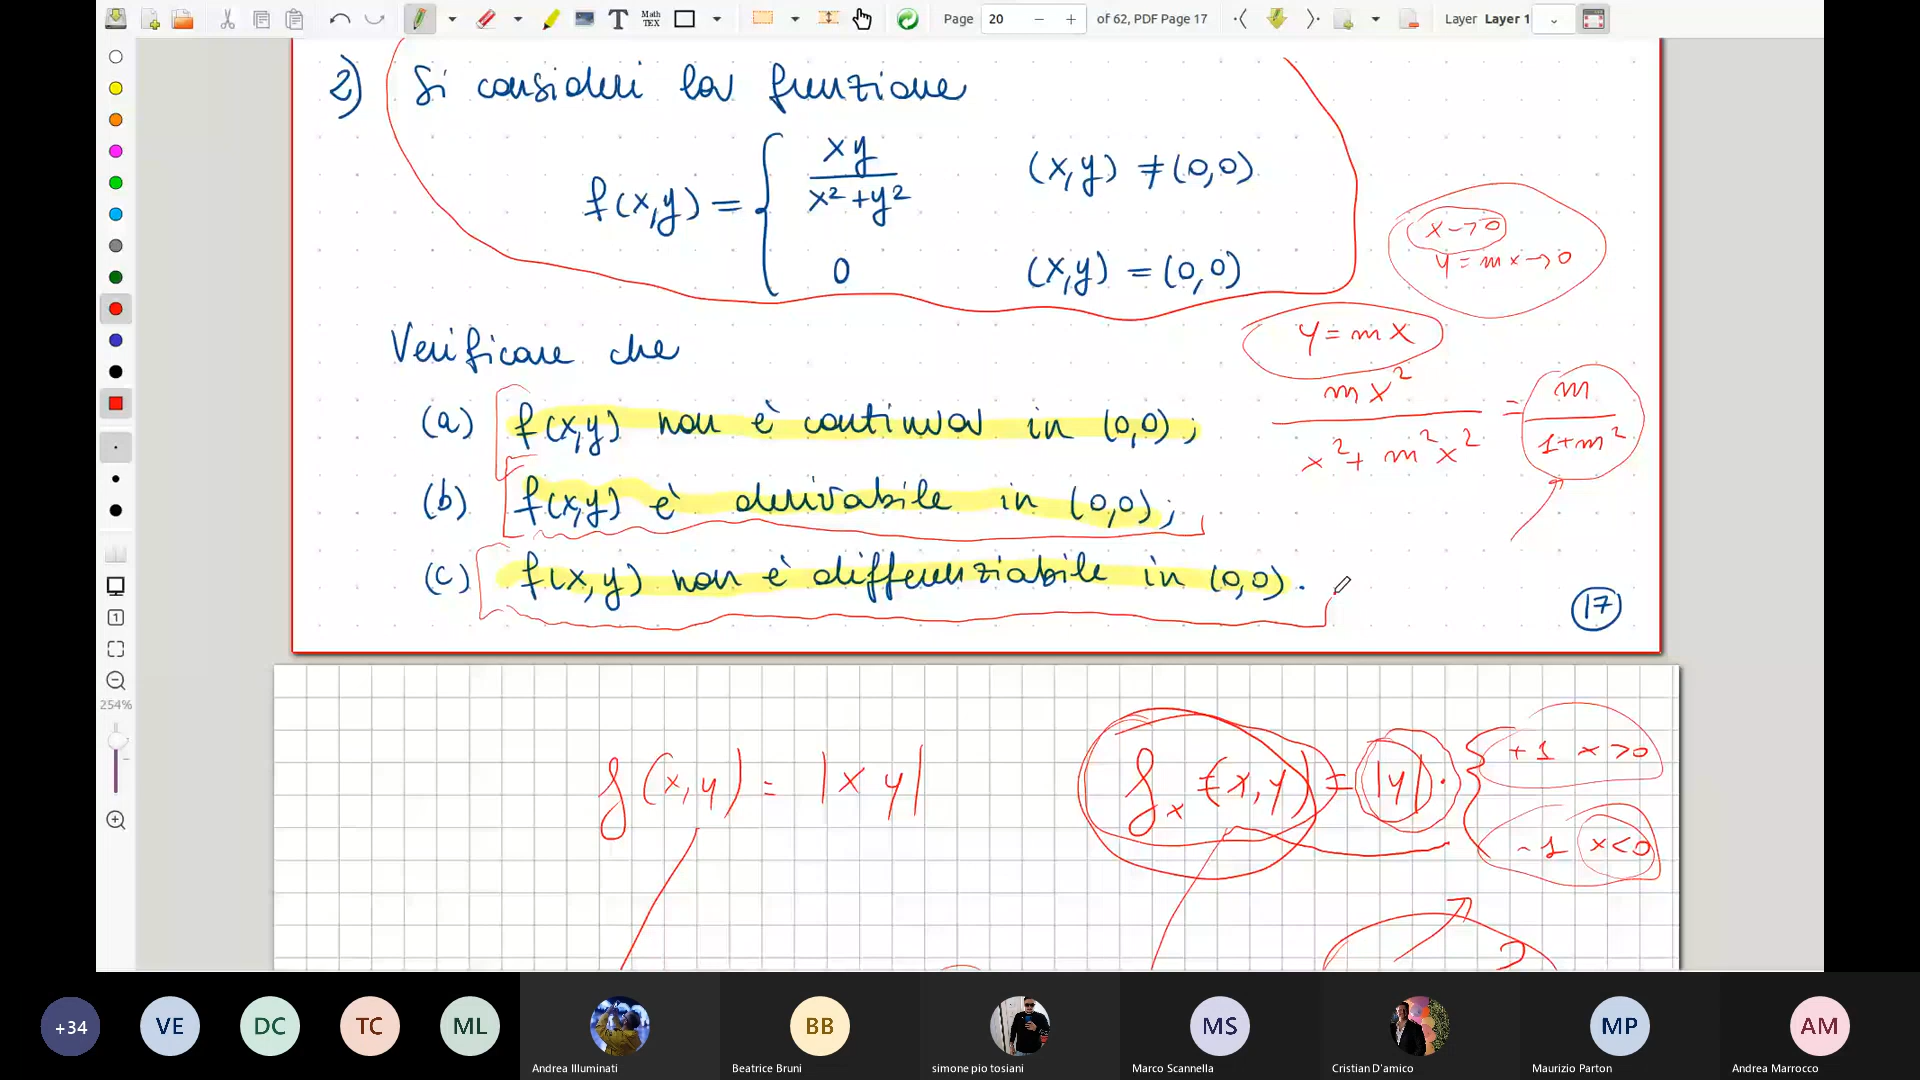 Math TEX T Page 20 of 62, PDF Page 17 Layer Layer 1
2) Si consideri la funzione
f(x,y) = { xy / x² + y² (x,y) ≠ (0,0)
0 (x,y) = (0,0)
x → 0
y = mx → 0
Verificare che
y = mx
mx² / x² + m²x² = m / 1+m²
(a) f(x,y) non è continua in (0,0);
(b) f(x,y) è derivabile in (0,0);
(c) f(x,y) non è differenziabile in (0,0).
17
254%
f(x,y) = |x y| f x (x,y) = |y| · { +1 x>0
-1 x<0
?
+34 VE DC TC ML BB MS MP AM
Andrea Illuminati Beatrice Bruni simone pio tosiani Marco Scannella Cristian D'amico Maurizio Parton Andrea Marrocco